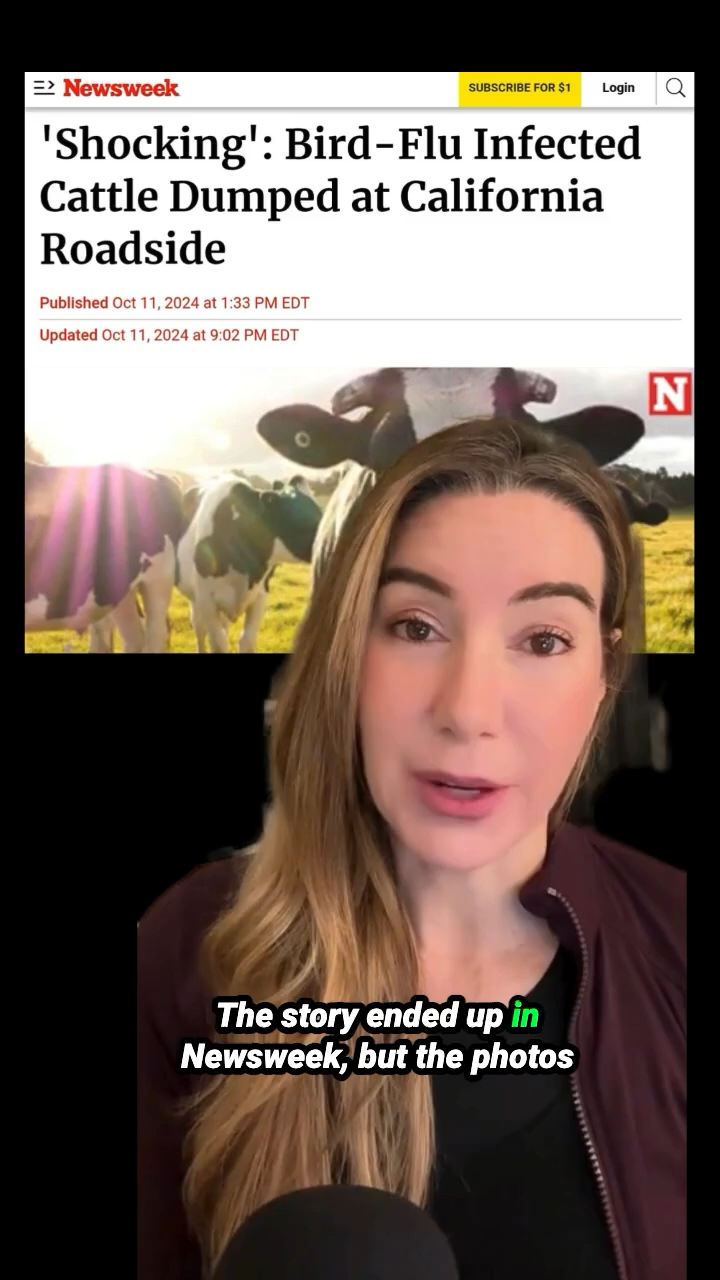 Newsweek
SUBSCRIBE FOR $1
Login
'Shocking': Bird-Flu Infected
Cattle Dumped at California
Roadside
Published Oct 11, 2024 at 1:33 PM EDT
Updated Oct 11, 2024 at 9:02 PM EDT
N
The story ended up in
Newsweek, but the photos